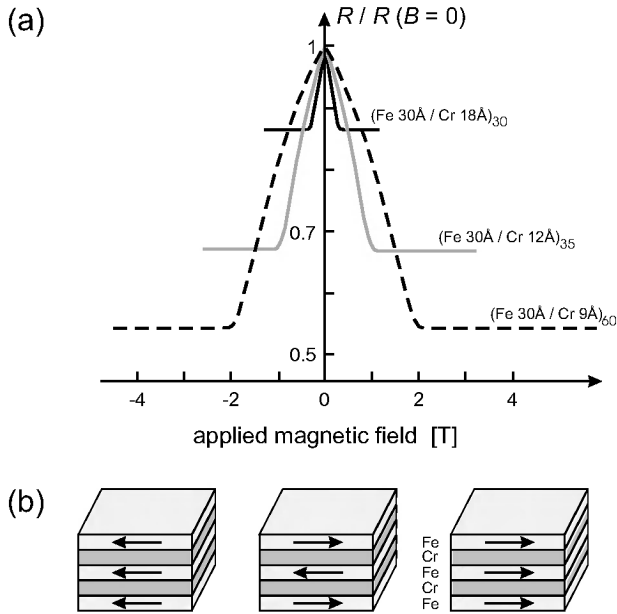 (a)
R / R (B = 0)
1
(Fe 30Å / Cr 18Å)30
0.7
(Fe 30Å / Cr 12Å)35
(Fe 30Å / Cr 9Å)60
0.5
-4 -2 0 2 4
applied magnetic field [T]
(b)
Fe
Cr
Fe
Cr
Fe